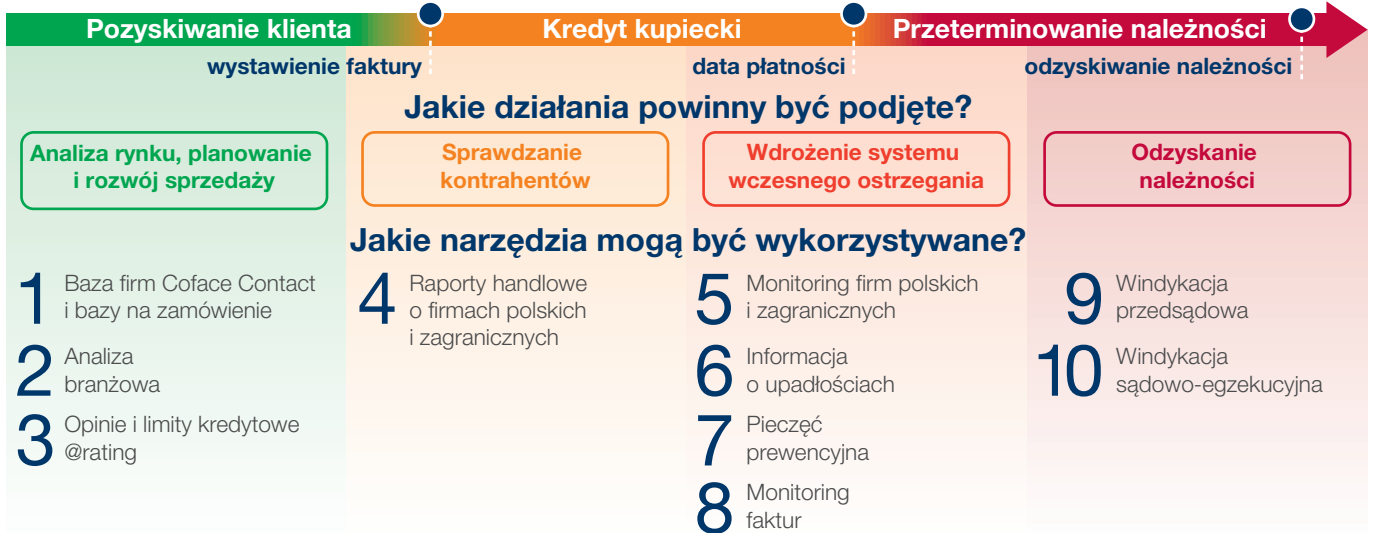 Pozyskiwanie klienta
Kredyt kupiecki
Przeterminowanie należności
wystawienie faktury
data płatności
odzyskiwanie należności
Jakie działania powinny być podjęte?
Analiza rynku, planowanie
i rozwój sprzedaży
Sprawdzanie
kontrahentów
Wdrożenie systemu
wczesnego ostrzegania
Odzyskanie
należności
Jakie narzędzia mogą być wykorzystywane?
1 Baza firm Coface Contact
i bazy na zamówienie
2 Analiza
branżowa
3 Opinie i limity kredytowe
@rating
4 Raporty handlowe
o firmach polskich
i zagranicznych
5 Monitoring firm polskich
i zagranicznych
6 Informacja
o upadłościach
7 Pieczęć
prewencyjna
8 Monitoring
faktur
9 Windykacja
przedsądowa
10 Windykacja
sądowo-egzekucyjna